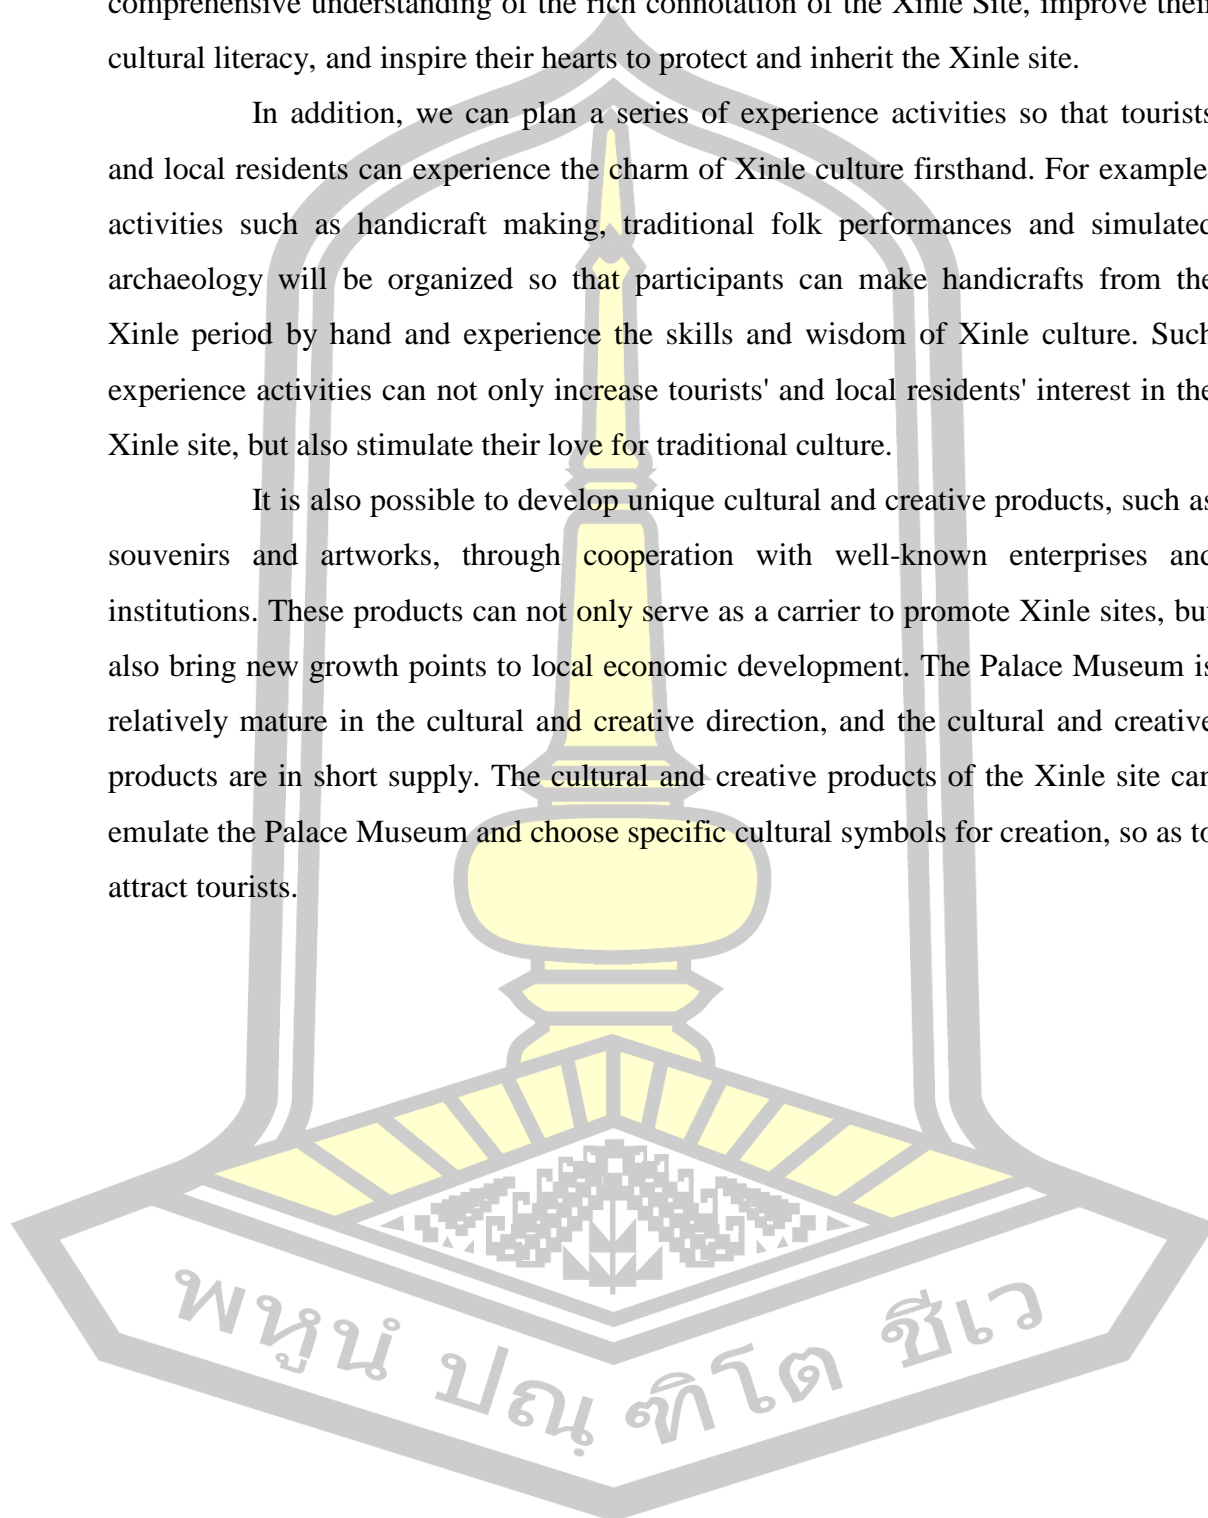 comprehensive understanding of the rich connotation of the Xinle Site, improve their
cultural literacy, and inspire their hearts to protect and inherit the Xinle site.
In addition, we can plan a series of experience activities so that tourists
and local residents can experience the charm of Xinle culture firsthand. For example,
activities such as handicraft making, traditional folk performances and simulated
archaeology will be organized so that participants can make handicrafts from the
Xinle period by hand and experience the skills and wisdom of Xinle culture. Such
experience activities can not only increase tourists' and local residents' interest in the
Xinle site, but also stimulate their love for traditional culture.
It is also possible to develop unique cultural and creative products, such as
souvenirs and artworks, through cooperation with well-known enterprises and
institutions. These products can not only serve as a carrier to promote Xinle sites, but
also bring new growth points to local economic development. The Palace Museum is
relatively mature in the cultural and creative direction, and the cultural and creative
products are in short supply. The cultural and creative products of the Xinle site can
emulate the Palace Museum and choose specific cultural symbols for creation, so as to
attract tourists.
พหูนํ ปณฺฑิโต ชีเว